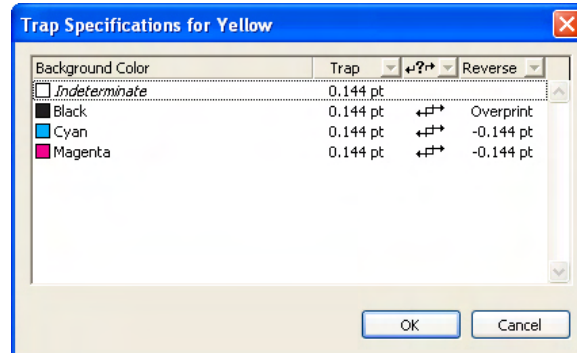 Trap Specifications for Yellow
Background Color Trap ↵?↱ Reverse
Indeterminate 0.144 pt
Black 0.144 pt Overprint
Cyan 0.144 pt -0.144 pt
Magenta 0.144 pt -0.144 pt
OK Cancel